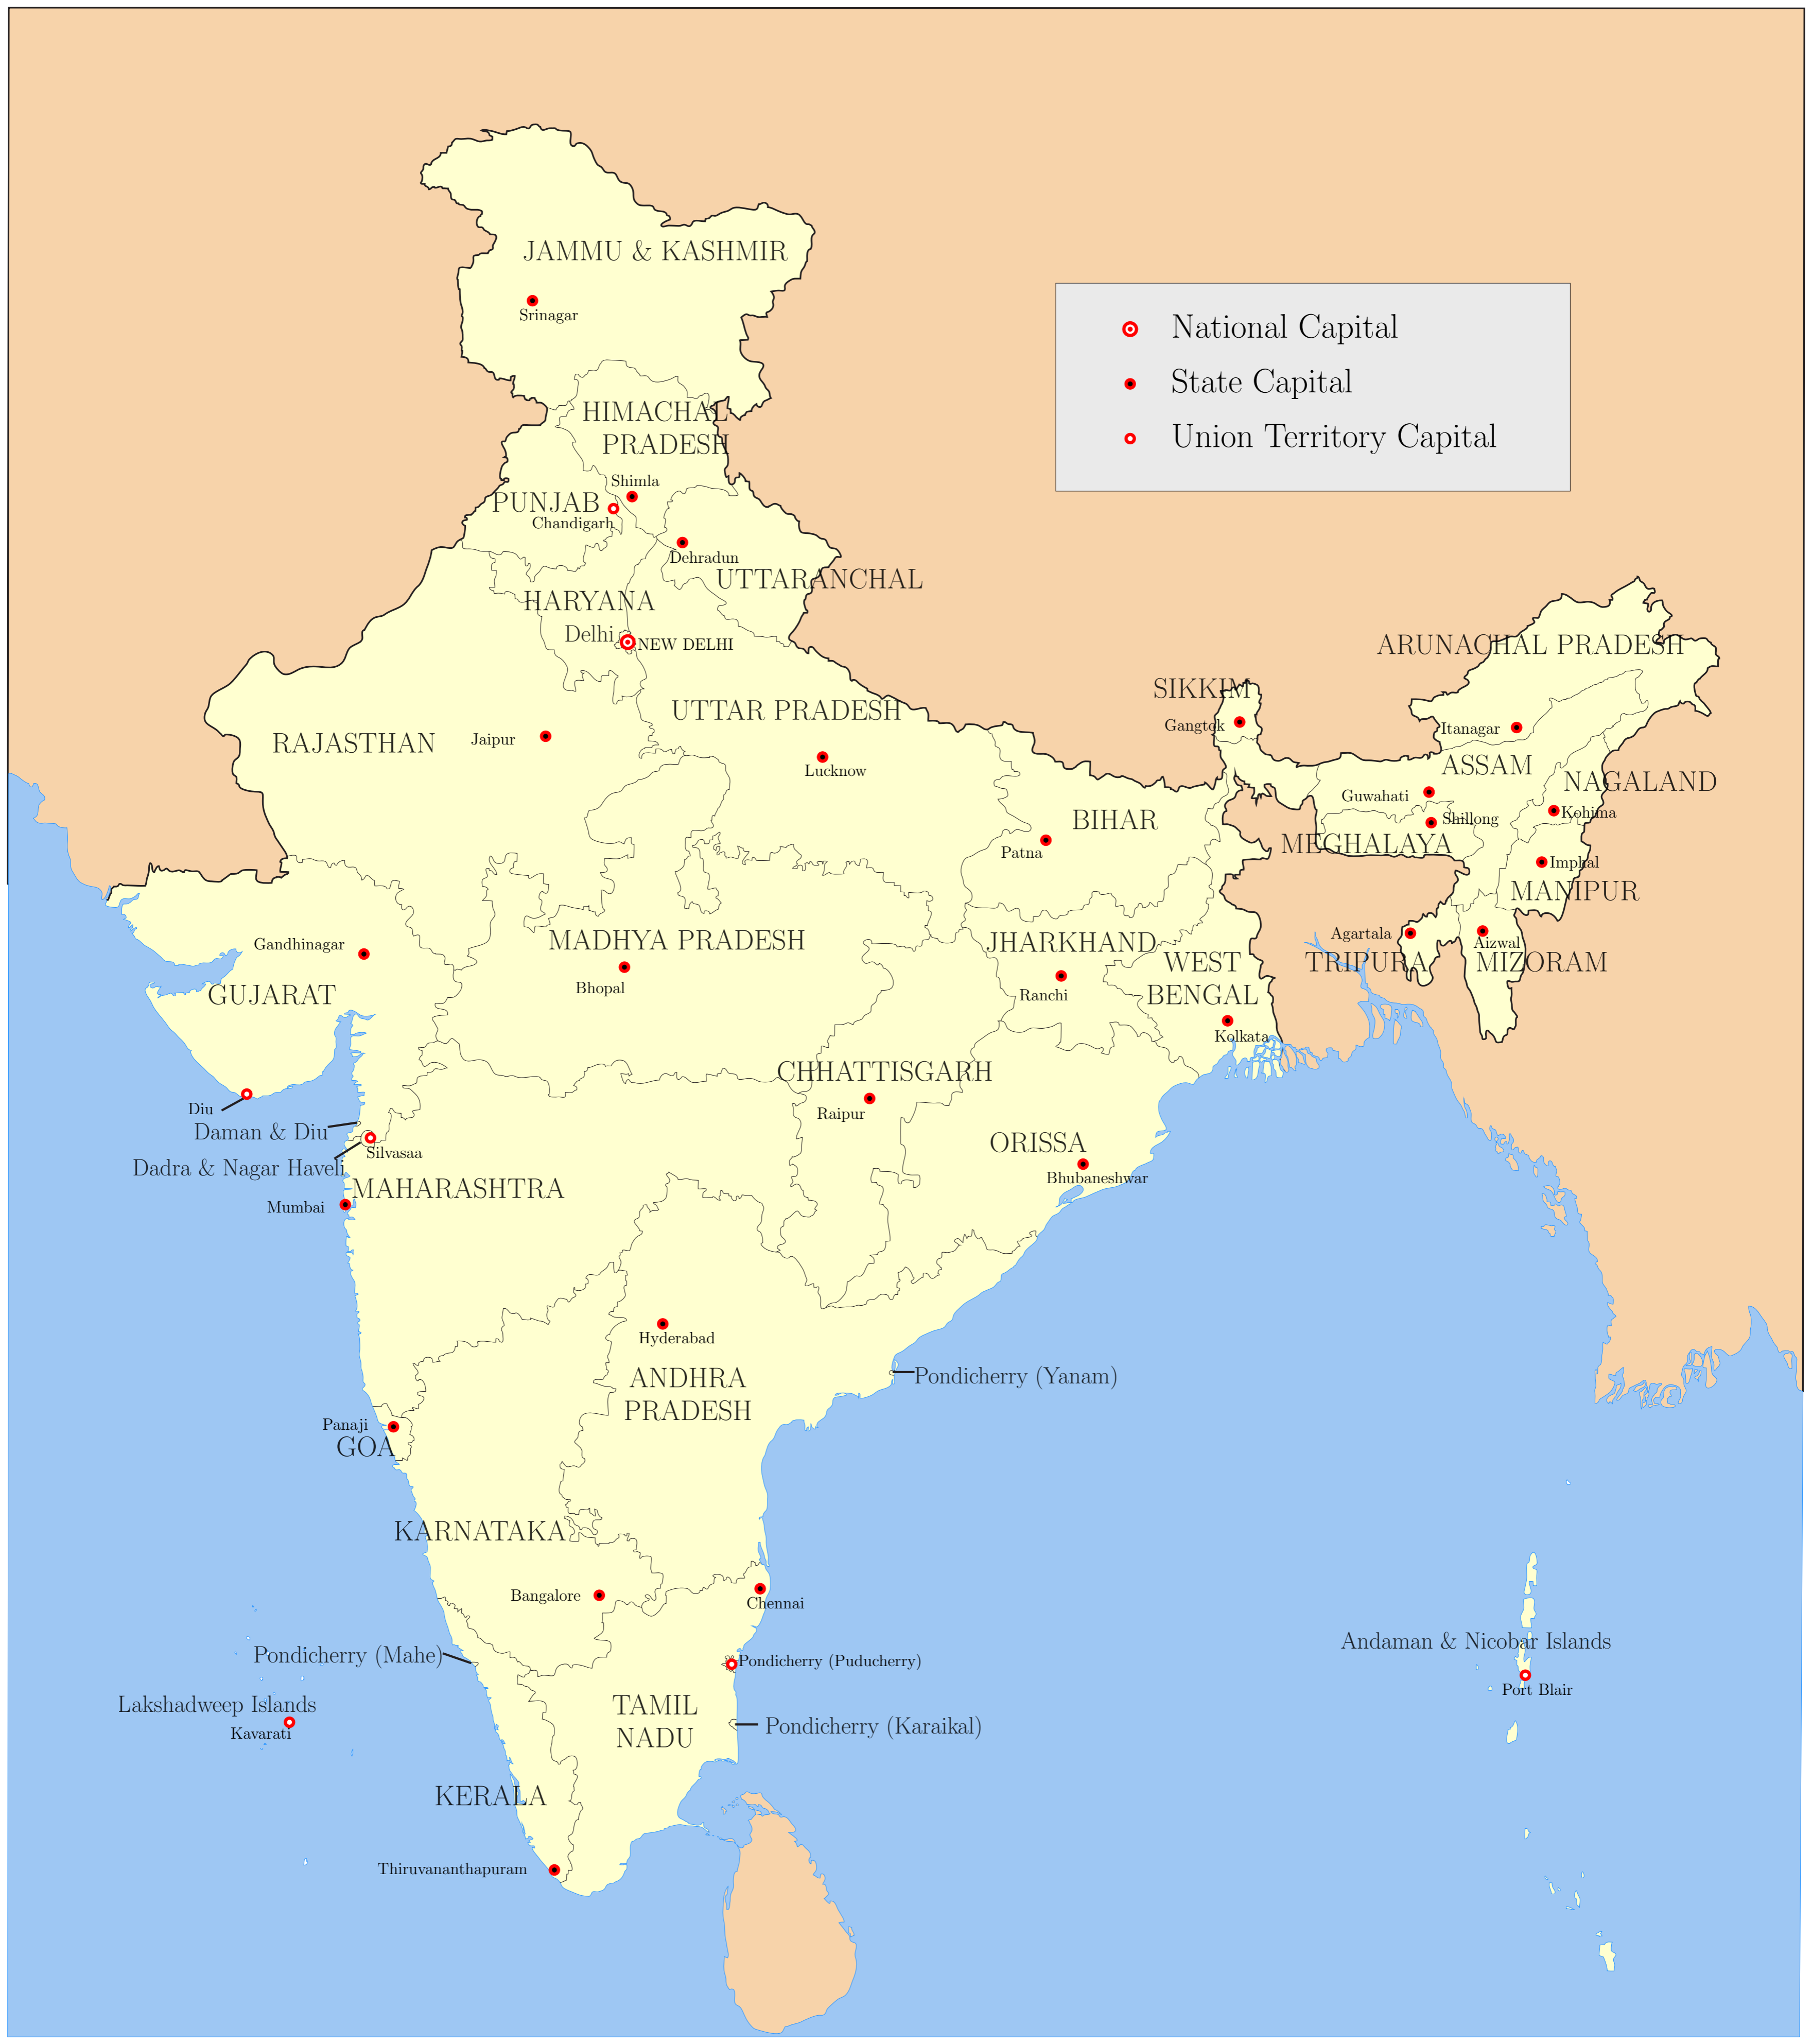 JAMMU & KASHMIR
Srinagar
National Capital
State Capital
Union Territory Capital
HIMACHAL
PRADESH
Shimla
PUNJAB
Chandigarh
Dehradun
UTTARANCHAL
HARYANA
Delhi
NEW DELHI
ARUNACHAL PRADESH
SIKKIM
Gangtok
Itanagar
UTTAR PRADESH
RAJASTHAN
Jaipur
Lucknow
ASSAM
NAGALAND
Guwahati
Kohima
Shillong
BIHAR
Patna
MEGHALAYA
Imphal
MANIPUR
Gandhinagar
MADHYA PRADESH
JHARKHAND
Agartala
Aizwal
TRIPURA
MIZORAM
WEST
BENGAL
GUJARAT
Bhopal
Ranchi
Kolkata
CHHATTISGARH
Raipur
Diu
Daman & Diu
Silvasaa
Dadra & Nagar Haveli
ORISSA
Bhubaneshwar
MAHARASHTRA
Mumbai
Hyderabad
ANDHRA
PRADESH
Pondicherry (Yanam)
Panaji
GOA
KARNATAKA
Bangalore
Chennai
Pondicherry (Mahe)
Pondicherry (Puducherry)
Andaman & Nicobar Islands
Port Blair
Lakshadweep Islands
Kavarati
TAMIL
NADU
Pondicherry (Karaikal)
KERALA
Thiruvananthapuram